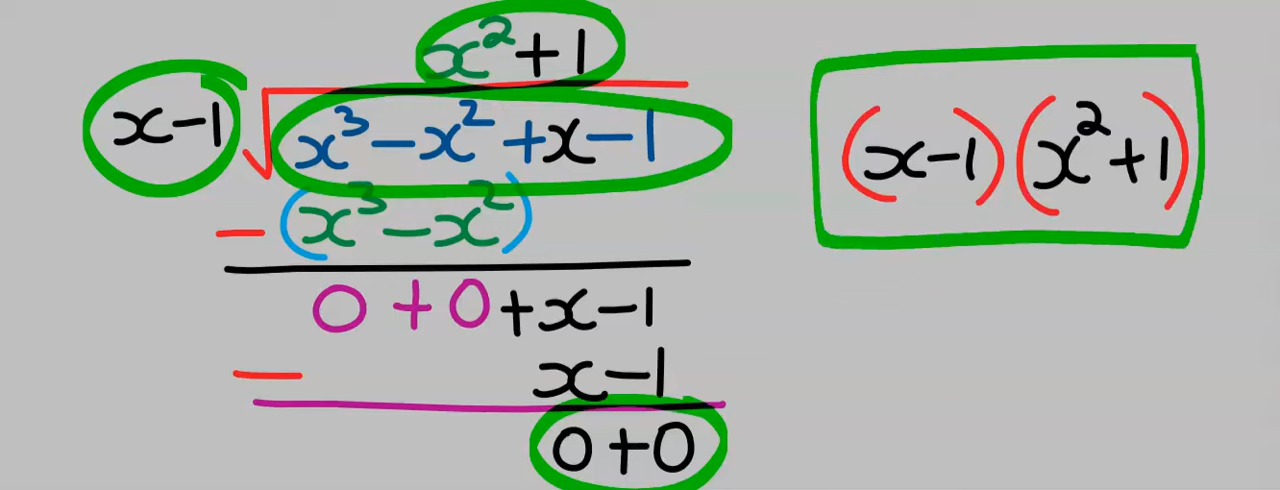 x² + 1
x - 1 √ x³ - x² + x - 1
(x - 1)(x² + 1)
- (x³ - x²)
0 + 0 + x - 1
- x - 1
0 + 0